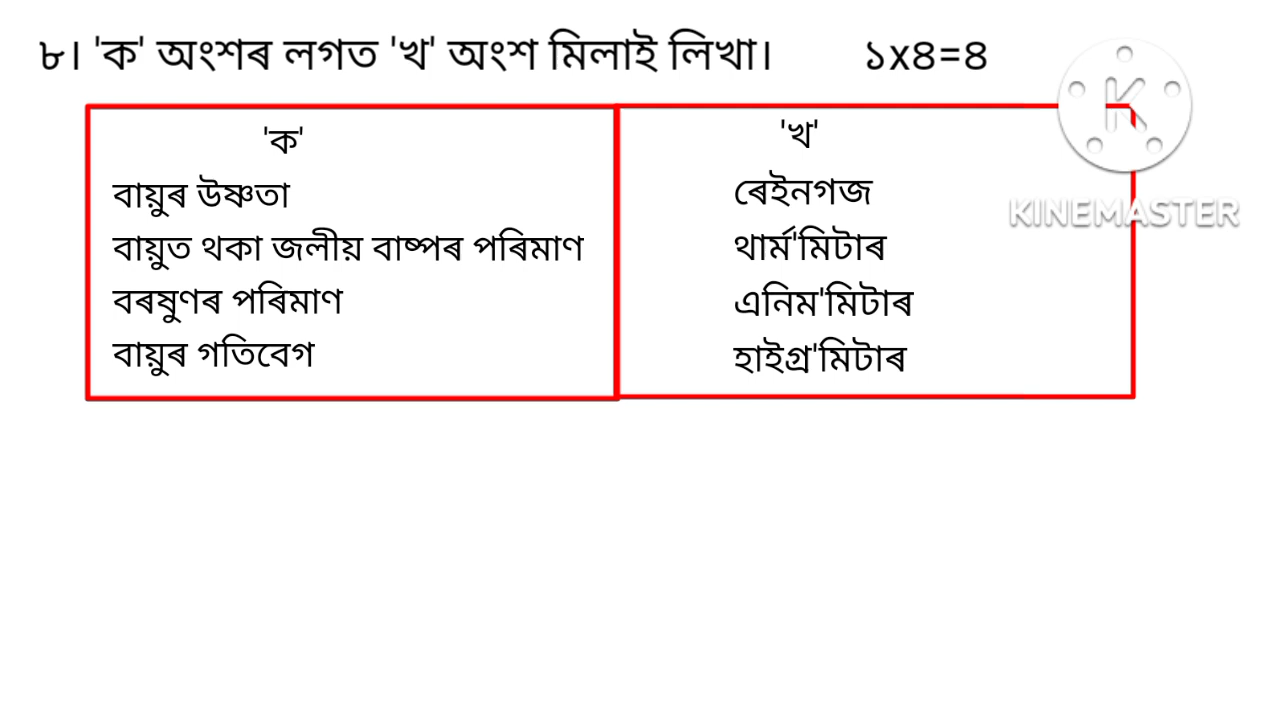 ৮। 'ক' অংশৰ লগত 'খ' অংশ মিলাই লিখা। ১x৪=৪
'ক' 'খ'
বায়ুৰ উষ্ণতা ৰেইনগজ
বায়ুত থকা জলীয় বাষ্পৰ পৰিমাণ থাৰ্ম'মিটাৰ
বৰষুণৰ পৰিমাণ এনিম'মিটাৰ
বায়ুৰ গতিবেগ হাইগ্ৰ'মিটাৰ
KINEMASTER